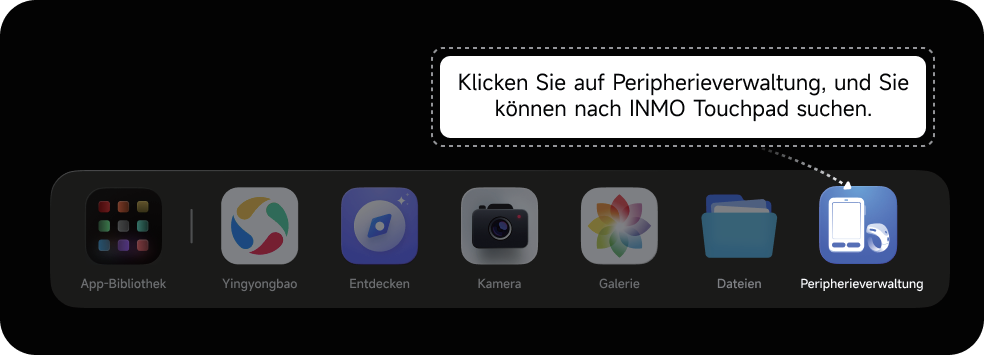 Klicken Sie auf Peripherieverwaltung, und Sie
können nach INMO Touchpad suchen.
App-Bibliothek
Yingyongbao
Entdecken
Kamera
Galerie
Dateien
Peripherieverwaltung